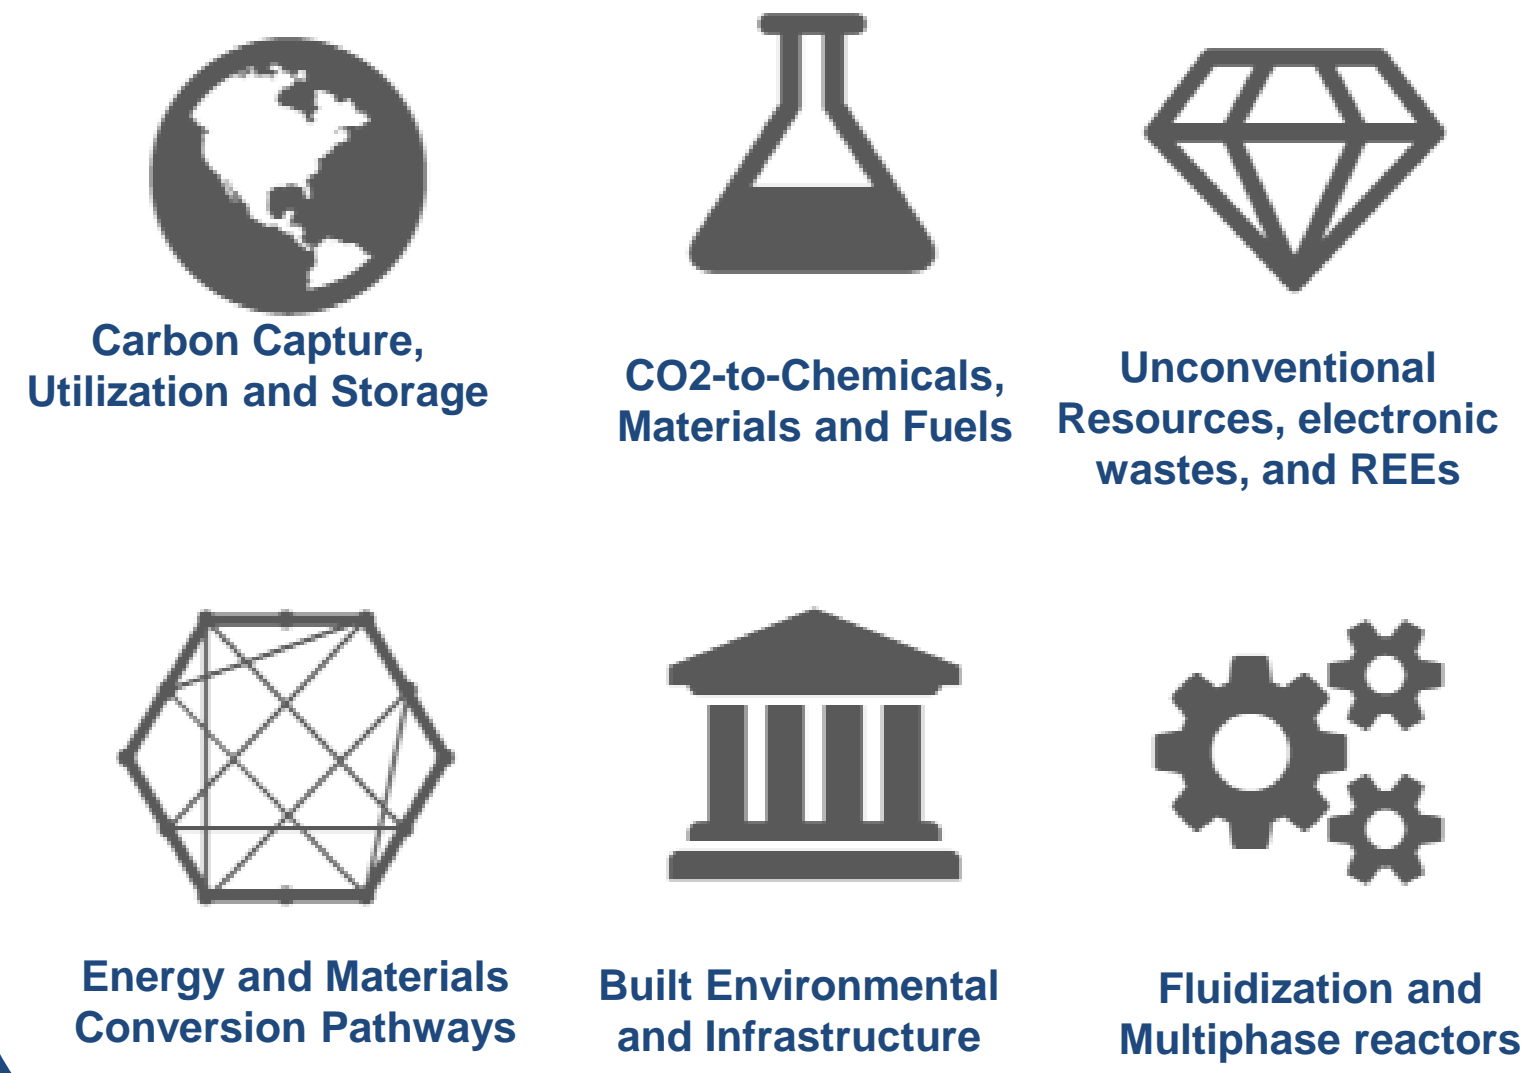 Carbon Capture,
Utilization and Storage
CO2-to-Chemicals,
Materials and Fuels
Unconventional
Resources, electronic
wastes, and REEs
Energy and Materials
Conversion Pathways
Built Environmental
and Infrastructure
Fluidization and
Multiphase reactors